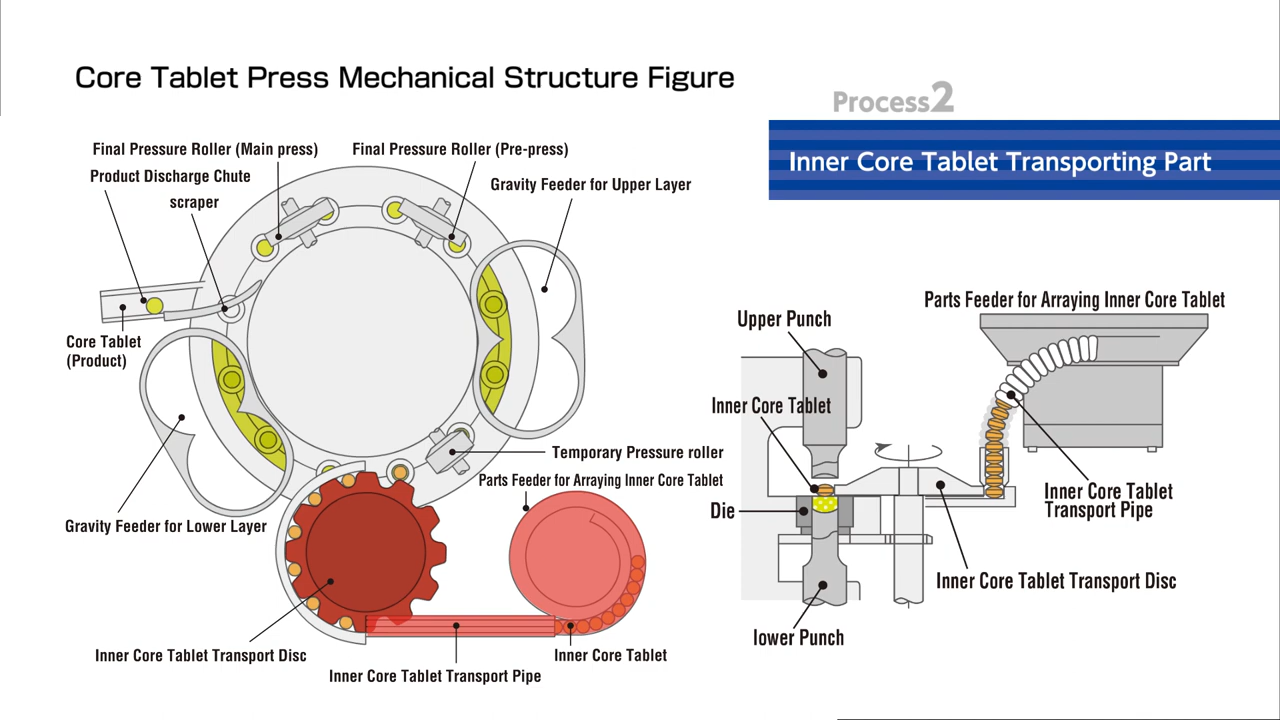 Core Tablet Press Mechanical Structure Figure
Process2
Inner Core Tablet Transporting Part
Final Pressure Roller (Main press)
Final Pressure Roller (Pre-press)
Product Discharge Chute
Gravity Feeder for Upper Layer
scraper
Core Tablet
(Product)
Temporary Pressure roller
Parts Feeder for Arraying Inner Core Tablet
Gravity Feeder for Lower Layer
Inner Core Tablet Transport Disc
Inner Core Tablet
Inner Core Tablet Transport Pipe
Parts Feeder for Arraying Inner Core Tablet
Upper Punch
Inner Core Tablet
Die
Inner Core Tablet
Transport Pipe
Inner Core Tablet Transport Disc
lower Punch